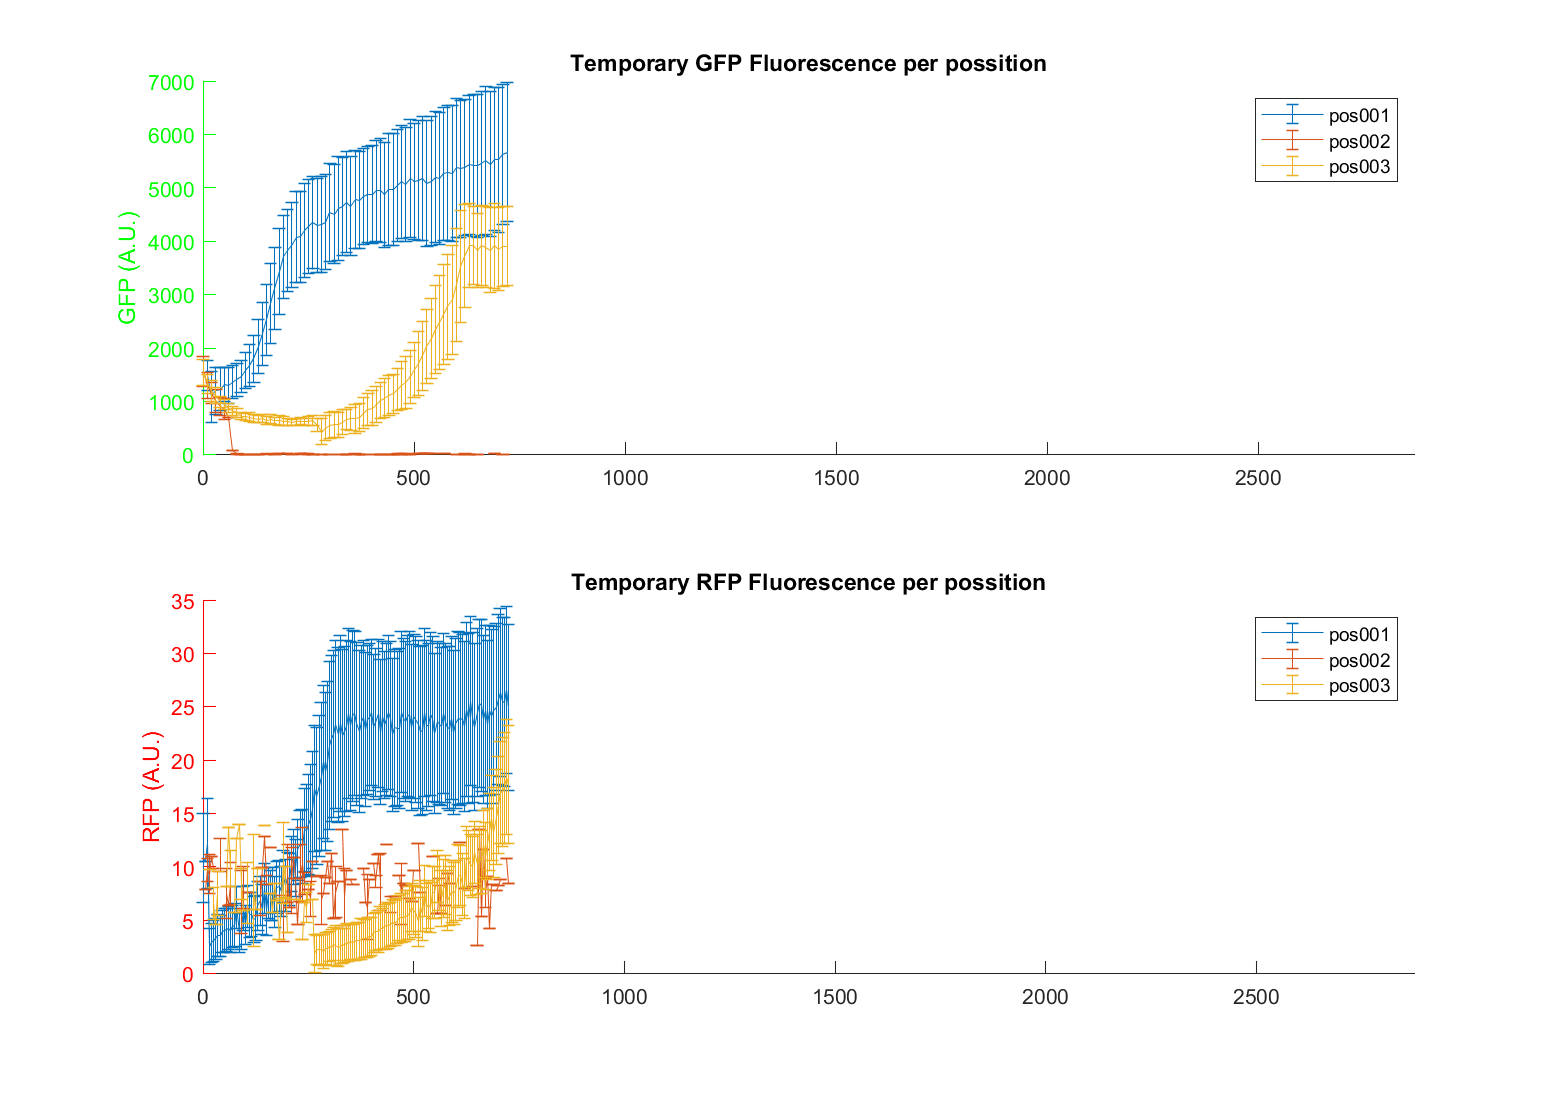 Temporary GFP Fluorescence per possition
7000
6000
5000
4000
3000
2000
1000
0
GFP (A.U.)
0 500 1000 1500 2000 2500
pos001
pos002
pos003
Temporary RFP Fluorescence per possition
35
30
25
20
15
10
5
0
RFP (A.U.)
0 500 1000 1500 2000 2500
pos001
pos002
pos003